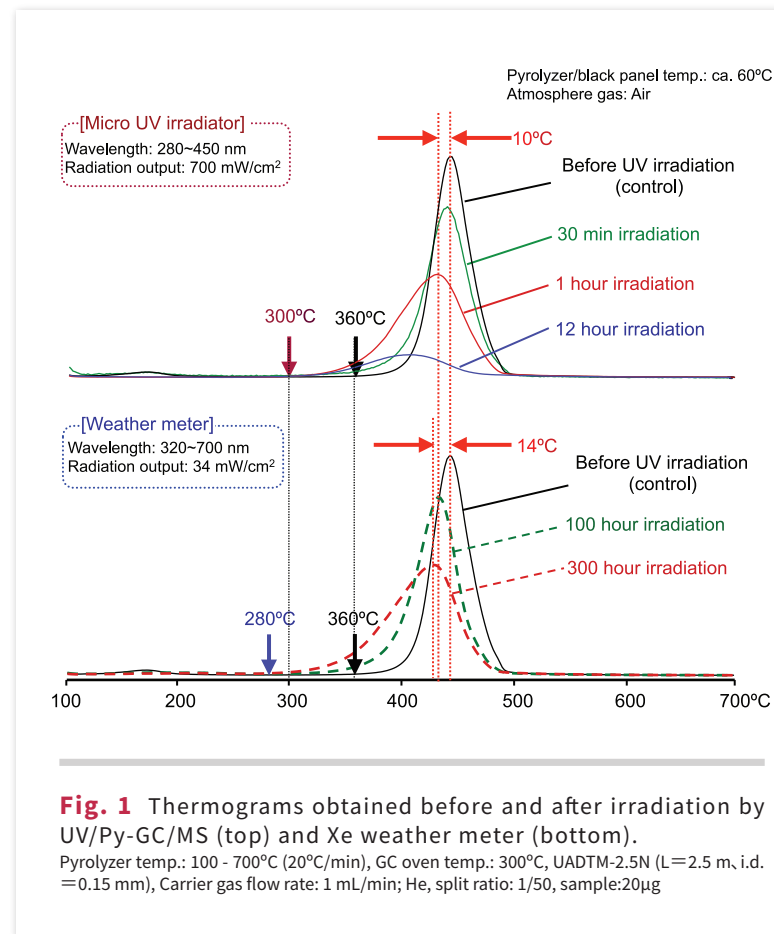 Pyrolyzer/black panel temp.: ca. 60ºC
Atmosphere gas: Air
[Micro UV irradiator]
Wavelength: 280~450 nm
Radiation output: 700 mW/cm²
10ºC
Before UV irradiation
(control)
30 min irradiation
1 hour irradiation
300ºC
360ºC
12 hour irradiation
[Weather meter]
Wavelength: 320~700 nm
Radiation output: 34 mW/cm²
14ºC
Before UV irradiation
(control)
100 hour irradiation
300 hour irradiation
280ºC
360ºC
100 200 300 400 500 600 700ºC
Fig. 1 Thermograms obtained before and after irradiation by
UV/Py-GC/MS (top) and Xe weather meter (bottom).
Pyrolyzer temp.: 100 - 700ºC (20ºC/min), GC oven temp.: 300ºC, UADTM-2.5N (L＝2.5 m、i.d.
＝0.15 mm), Carrier gas flow rate: 1 mL/min; He, split ratio: 1/50, sample:20μg